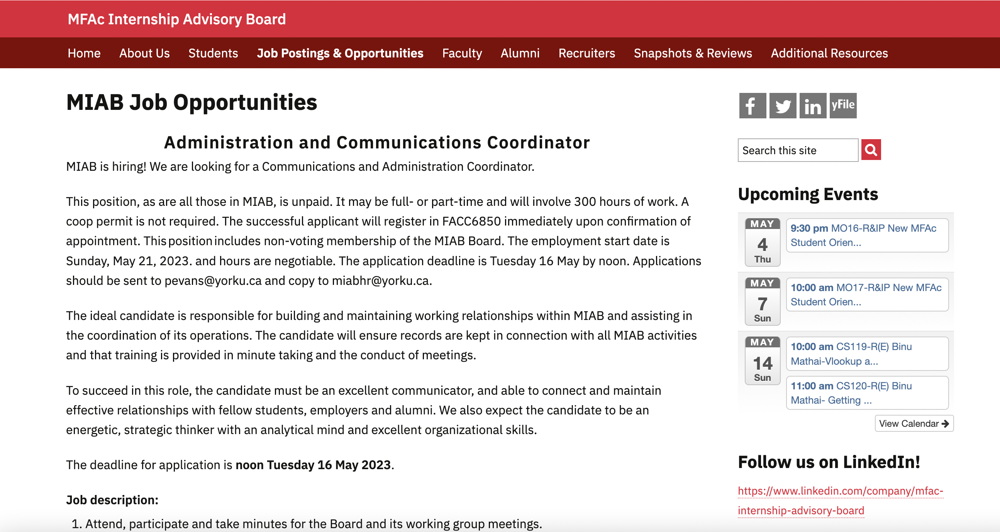 MFAc Internship Advisory Board
Home About Us Students Job Postings & Opportunities Faculty Alumni Recruiters Snapshots & Reviews Additional Resources
MIAB Job Opportunities
Administration and Communications Coordinator
MIAB is hiring! We are looking for a Communications and Administration Coordinator.
This position, as are all those in MIAB, is unpaid. It may be full- or part-time and will involve 300 hours of work. A
coop permit is not required. The successful applicant will register in FACC6850 immediately upon confirmation of
appointment. This position includes non-voting membership of the MIAB Board. The employment start date is
Sunday, May 21, 2023. and hours are negotiable. The application deadline is Tuesday 16 May by noon. Applications
should be sent to pevans@yorku.ca and copy to miabhr@yorku.ca.
The ideal candidate is responsible for building and maintaining working relationships within MIAB and assisting in
the coordination of its operations. The candidate will ensure records are kept in connection with all MIAB activities
and that training is provided in minute taking and the conduct of meetings.
To succeed in this role, the candidate must be an excellent communicator, and able to connect and maintain
effective relationships with fellow students, employers and alumni. We also expect the candidate to be an
energetic, strategic thinker with an analytical mind and excellent organizational skills.
The deadline for application is noon Tuesday 16 May 2023.
Job description:
1. Attend, participate and take minutes for the Board and its working group meetings.
f in yFile
Search this site
Upcoming Events
MAY
4
Thu
9:30 pm MO16-R&IP New MFAc
Student Orien...
MAY
7
Sun
10:00 am MO17-R&IP New MFAc
Student Orien...
MAY
14
Sun
10:00 am CS119-R(E) Binu
Mathai-Vlookup a...
11:00 am CS120-R(E) Binu
Mathai- Getting ...
View Calendar
Follow us on LinkedIn!
https://www.linkedin.com/company/mfac-
internship-advisory-board